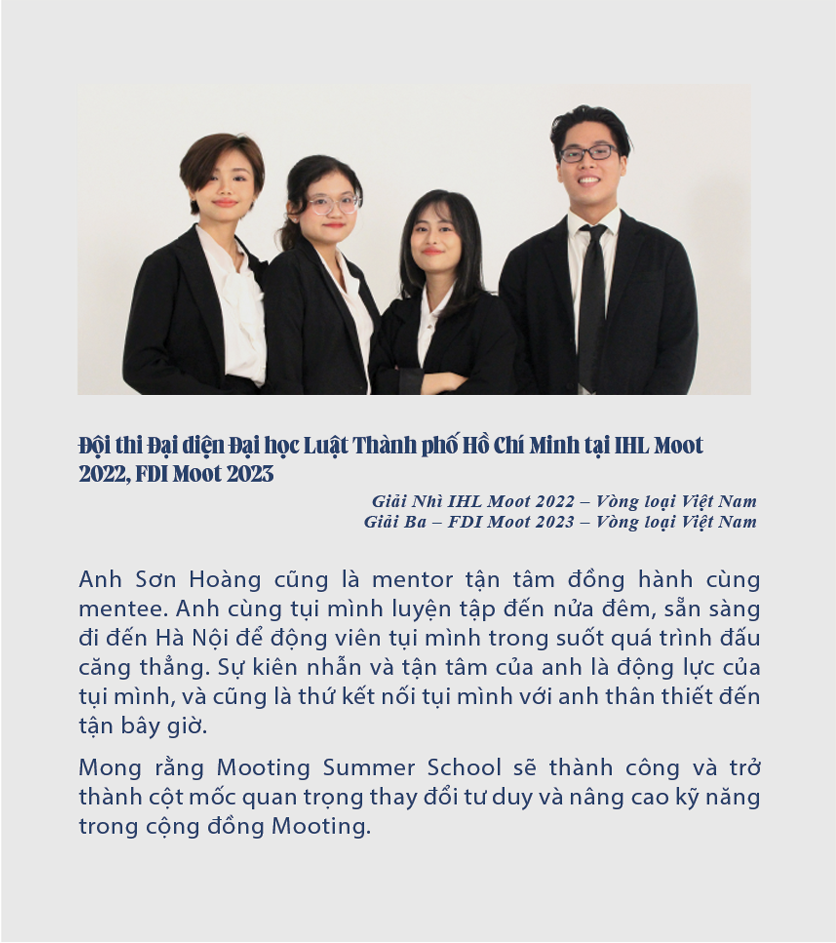 Đội thi Đại diện Đại học Luật Thành phố Hồ Chí Minh tại IHL Moot
2022, FDI Moot 2023
Giải Nhì IHL Moot 2022 – Vòng loại Việt Nam
Giải Ba – FDI Moot 2023 – Vòng loại Việt Nam
Anh Sơn Hoàng cũng là mentor tận tâm đồng hành cùng
mentee. Anh cùng tụi mình luyện tập đến nửa đêm, sẵn sàng
đi đến Hà Nội để động viên tụi mình trong suốt quá trình đấu
căng thẳng. Sự kiên nhẫn và tận tâm của anh là động lực của
tụi mình, và cũng là thứ kết nối tụi mình với anh thân thiết đến
tận bây giờ.
Mong rằng Mooting Summer School sẽ thành công và trở
thành cột mốc quan trọng thay đổi tư duy và nâng cao kỹ năng
trong cộng đồng Mooting.